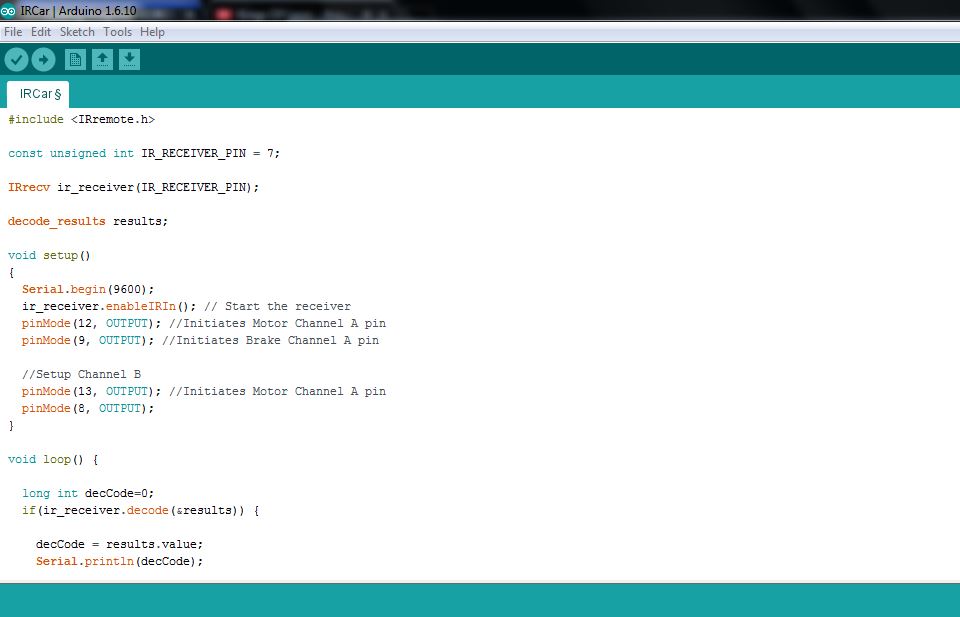 IRCar | Arduino 1.6.10
File Edit Sketch Tools Help
IRCar §
#include <IRremote.h>
const unsigned int IR_RECEIVER_PIN = 7;
IRrecv ir_receiver(IR_RECEIVER_PIN);
decode_results results;
void setup()
{
Serial.begin(9600);
ir_receiver.enableIRIn(); // Start the receiver
pinMode(12, OUTPUT); //Initiates Motor Channel A pin
pinMode(9, OUTPUT); //Initiates Brake Channel A pin
//Setup Channel B
pinMode(13, OUTPUT); //Initiates Motor Channel A pin
pinMode(8, OUTPUT);
}
void loop() {
long int decCode=0;
if(ir_receiver.decode(&results)) {
decCode = results.value;
Serial.println(decCode);